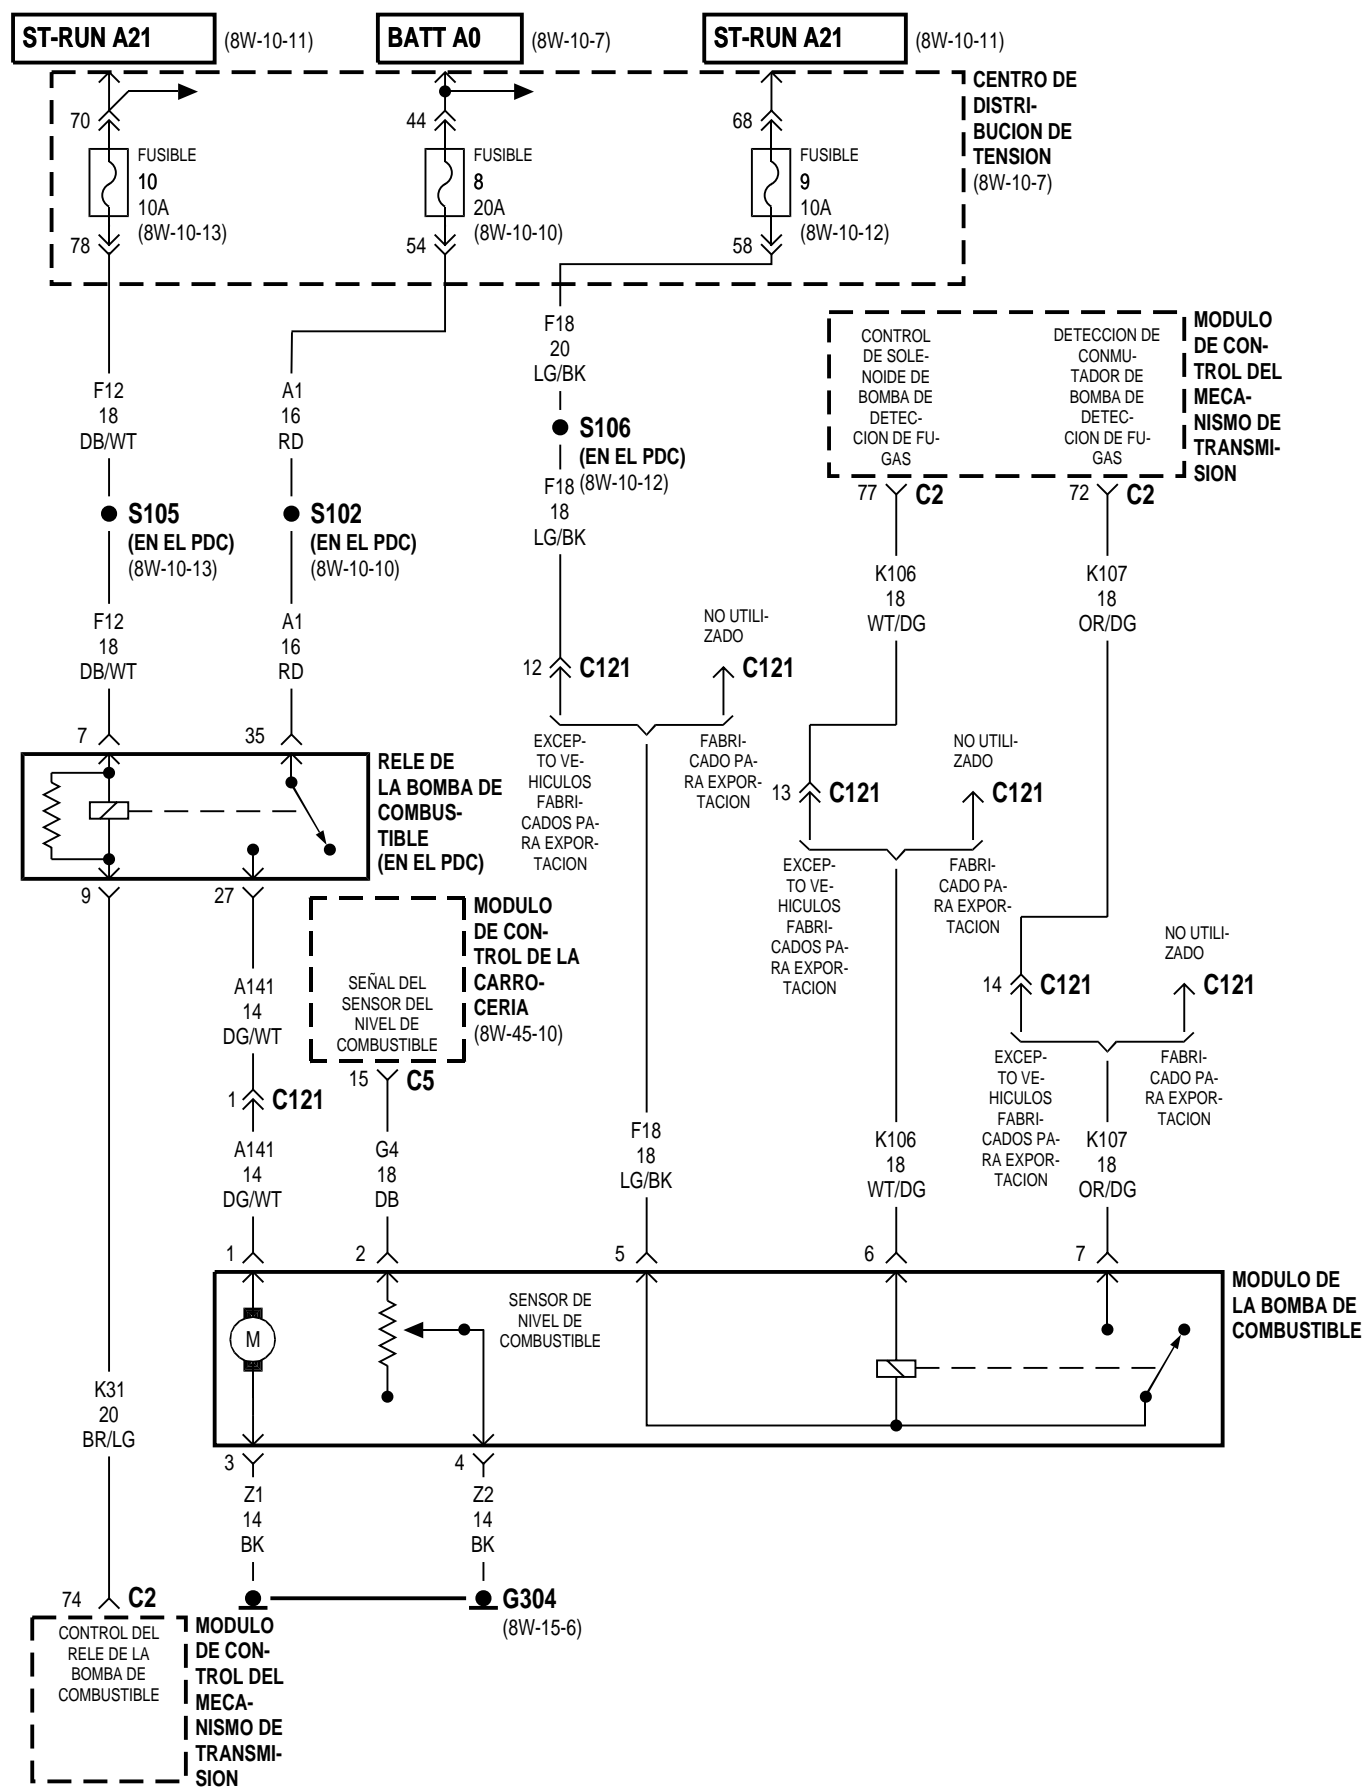 ST-RUN A21
(8W-10-11)
BATT A0
(8W-10-7)
ST-RUN A21
(8W-10-11)
CENTRO DE
DISTRI-
BUCION DE
TENSION
(8W-10-7)
70
FUSIBLE
10
10A
(8W-10-13)
78
44
FUSIBLE
8
20A
(8W-10-10)
54
68
FUSIBLE
9
10A
(8W-10-12)
58
F12
18
DB/WT
S105
(EN EL PDC)
(8W-10-13)
F12
18
DB/WT
7
A1
16
RD
S102
(EN EL PDC)
(8W-10-10)
A1
16
RD
35
F18
20
LG/BK
S106
(EN EL PDC)
(8W-10-12)
F18
18
LG/BK
12
C121
NO UTILI-
ZADO
C121
EXCEP-
TO VE-
HICULOS
FABRI-
CADOS PA-
RA EXPOR-
TACION
FABRI-
CADO PA-
RA EXPOR-
TACION
CONTROL
DE SOLE-
NOIDE DE
BOMBA DE
DETEC-
CION DE FU-
GAS
DETECCION DE
CONMU-
TADOR DE
BOMBA DE
DETEC-
CION DE FU-
GAS
MODULO
DE CON-
TROL DEL
MECA-
NISMO DE
TRANSMI-
SION
77
C2
72
C2
K106
18
WT/DG
K107
18
OR/DG
13
C121
NO UTILI-
ZADO
C121
EXCEP-
TO VE-
HICULOS
FABRI-
CADOS PA-
RA EXPOR-
TACION
FABRI-
CADO PA-
RA EXPOR-
TACION
14
C121
NO UTILI-
ZADO
C121
EXCEP-
TO VE-
HICULOS
FABRI-
CADOS PA-
RA EXPOR-
TACION
FABRI-
CADO PA-
RA EXPOR-
TACION
RELE DE
LA BOMBA DE
COMBUS-
TIBLE
(EN EL PDC)
9
27
A141
14
DG/WT
1
C121
A141
14
DG/WT
1
SEÑAL DEL
SENSOR DEL
NIVEL DE
COMBUSTIBLE
MODULO
DE CON-
TROL DE LA
CARRO-
CERIA
(8W-45-10)
15
C5
G4
18
DB
2
F18
18
LG/BK
5
K106
18
WT/DG
6
K107
18
OR/DG
7
M
SENSOR DE
NIVEL DE
COMBUSTIBLE
MODULO DE
LA BOMBA DE
COMBUSTIBLE
3
4
Z1
14
BK
Z2
14
BK
G304
(8W-15-6)
K31
20
BR/LG
74
C2
CONTROL DEL
RELE DE LA
BOMBA DE
COMBUSTIBLE
MODULO
DE CON-
TROL DEL
MECA-
NISMO DE
TRANSMI-
SION